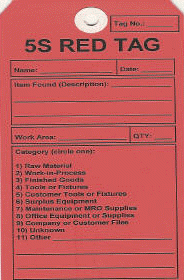 Tag No.:
5S RED TAG
Name: Date:
Item Found (Description):
Work Area: QTY:
Category (circle one):
1) Raw Material
2) Work-in-Process
3) Finished Goods
4) Tools or Fixtures
5) Customer Tools or Fixtures
6) Surplus Equipment
7) Maintenance or MRO Supplies
8) Office Equipment or Supplies
9) Company or Customer Files
10) Unknown
11) Other